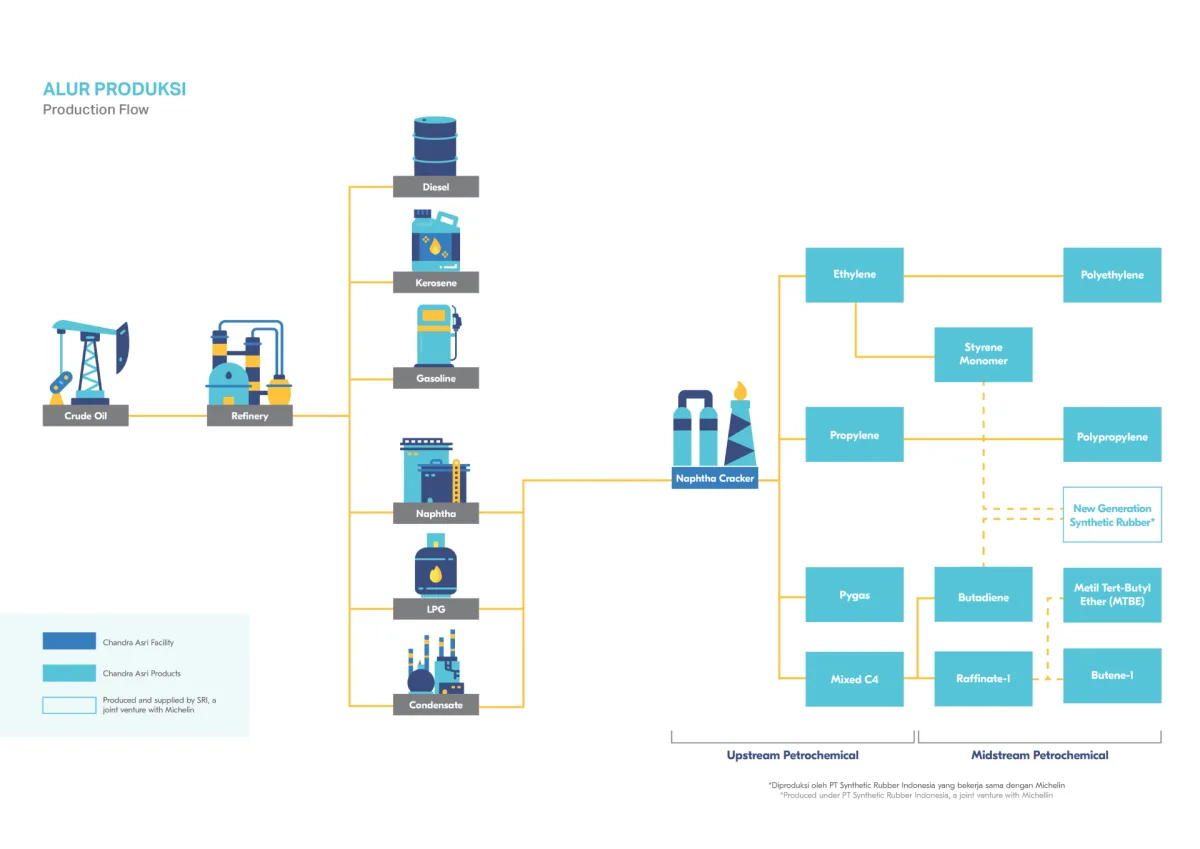 ALUR PRODUKSI
Production Flow
Diesel
Kerosene
Gasoline
Crude Oil
Refinery
Naphtha
LPG
Condensate
Naphtha Cracker
Ethylene
Polyethylene
Styrene
Monomer
Propylene
Polypropylene
New Generation
Synthetic Rubber*
Pygas
Butadiene
Metil Tert-Butyl
Ether (MTBE)
Mixed C4
Raffinate-1
Butene-1
Chandra Asri Facility
Chandra Asri Products
Produced and supplied by SRI, a
joint venture with Michelin
Upstream Petrochemical
Midstream Petrochemical
*Diproduksi oleh PT Synthetic Rubber Indonesia yang bekerja sama dengan Michelin
*Produced under PT Synthetic Rubber Indonesia, a joint venture with Michellin